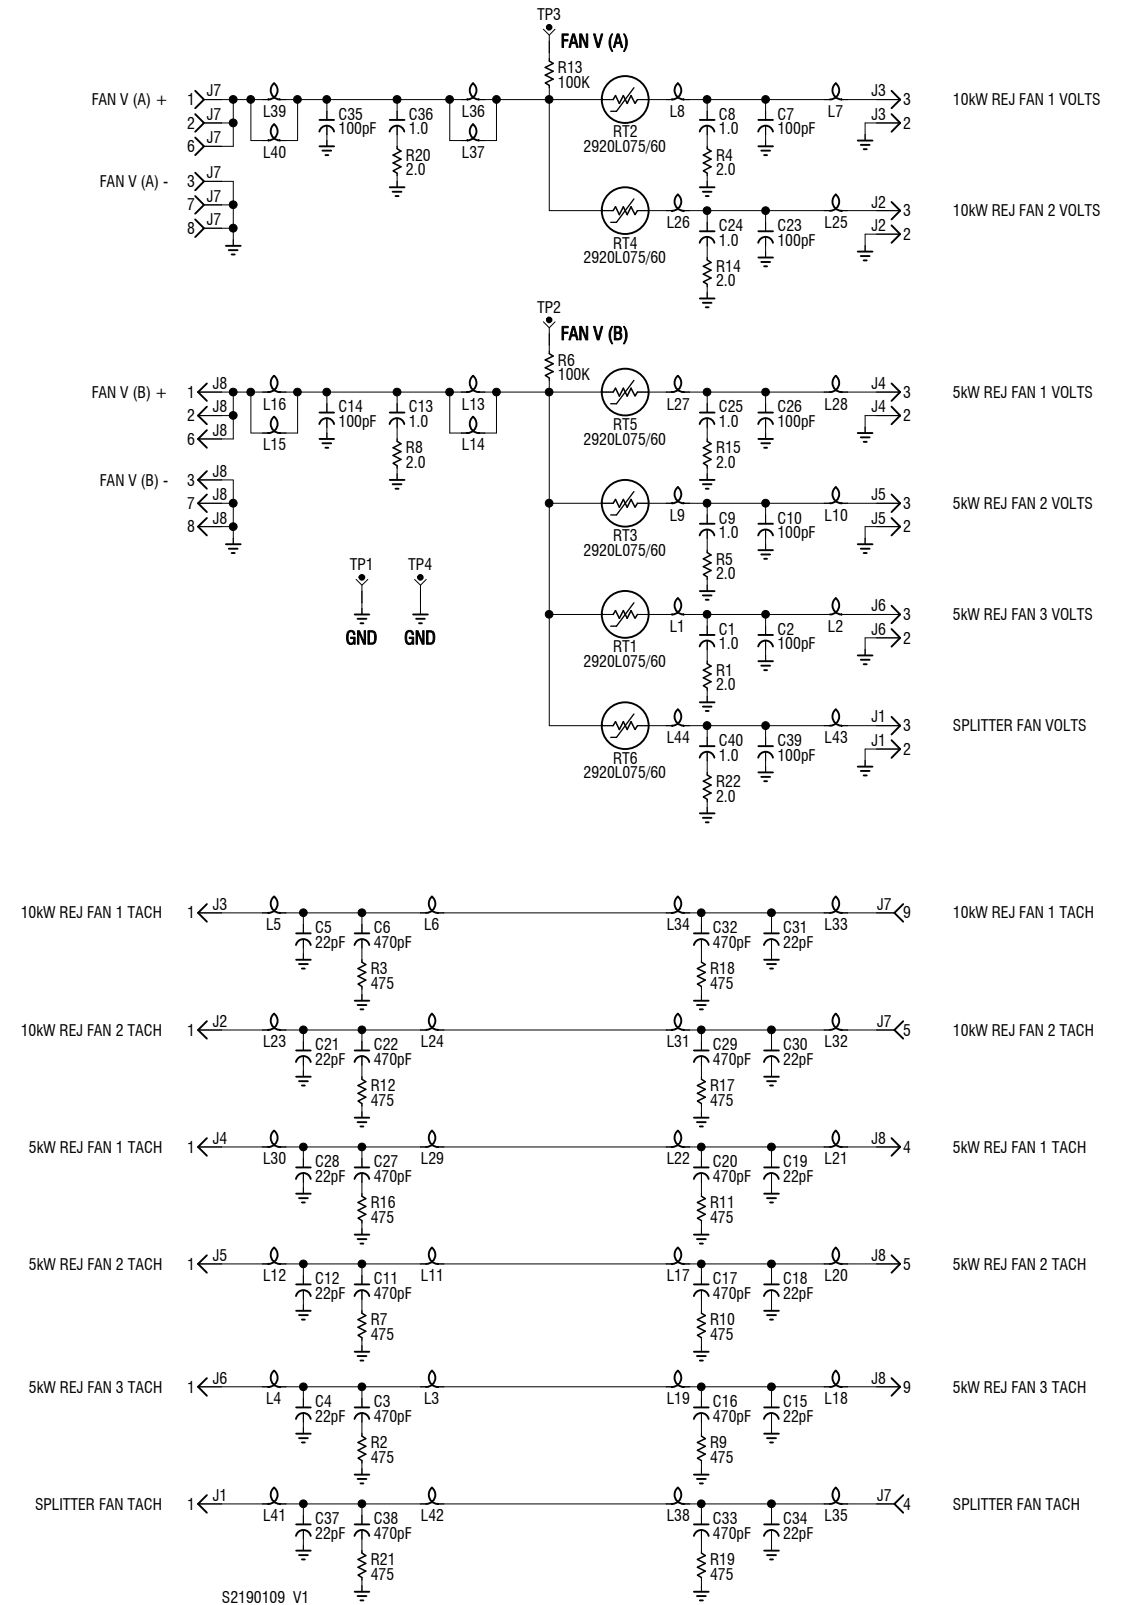 TP3
FAN V (A)
R13
100K
FAN V (A) +
1 J7
2 J7
6 J7
L39
L40
C35
100pF
C36
1.0
R20
2.0
L36
L37
RT2
2920L075/60
L8
C8
1.0
R4
2.0
C7
100pF
L7
J3 3
J3 2
10kW REJ FAN 1 VOLTS
FAN V (A) -
3 J7
7 J7
8 J7
RT4
2920L075/60
L26
C24
1.0
R14
2.0
C23
100pF
L25
J2 3
J2 2
10kW REJ FAN 2 VOLTS
TP2
FAN V (B)
R6
100K
FAN V (B) +
1 J8
2 J8
6 J8
L16
L15
C14
100pF
C13
1.0
R8
2.0
L13
L14
RT5
2920L075/60
L27
C25
1.0
R15
2.0
C26
100pF
L28
J4 3
J4 2
5kW REJ FAN 1 VOLTS
FAN V (B) -
3 J8
7 J8
8 J8
RT3
2920L075/60
L9
C9
1.0
R5
2.0
C10
100pF
L10
J5 3
J5 2
5kW REJ FAN 2 VOLTS
TP1
GND
TP4
GND
RT1
2920L075/60
L1
C1
1.0
R1
2.0
C2
100pF
L2
J6 3
J6 2
5kW REJ FAN 3 VOLTS
RT6
2920L075/60
L44
C40
1.0
R22
2.0
C39
100pF
L43
J1 3
J1 2
SPLITTER FAN VOLTS
10kW REJ FAN 1 TACH
1 J3
L5
C5
22pF
C6
470pF
R3
475
L6
L34
C32
470pF
R18
475
C31
22pF
L33
J7 9
10kW REJ FAN 1 TACH
10kW REJ FAN 2 TACH
1 J2
L23
C21
22pF
C22
470pF
R12
475
L24
L31
C29
470pF
R17
475
C30
22pF
L32
J7 5
10kW REJ FAN 2 TACH
5kW REJ FAN 1 TACH
1 J4
L30
C28
22pF
C27
470pF
R16
475
L29
L22
C20
470pF
R11
475
C19
22pF
L21
J8 4
5kW REJ FAN 1 TACH
5kW REJ FAN 2 TACH
1 J5
L12
C12
22pF
C11
470pF
R7
475
L11
L17
C17
470pF
R10
475
C18
22pF
L20
J8 5
5kW REJ FAN 2 TACH
5kW REJ FAN 3 TACH
1 J6
L4
C4
22pF
C3
470pF
R2
475
L3
L19
C16
470pF
R9
475
C15
22pF
L18
J8 9
5kW REJ FAN 3 TACH
SPLITTER FAN TACH
1 J1
L41
C37
22pF
C38
470pF
R21
475
L42
L38
C33
470pF
R19
475
C34
22pF
L35
J7 4
SPLITTER FAN TACH
S2190109 V1